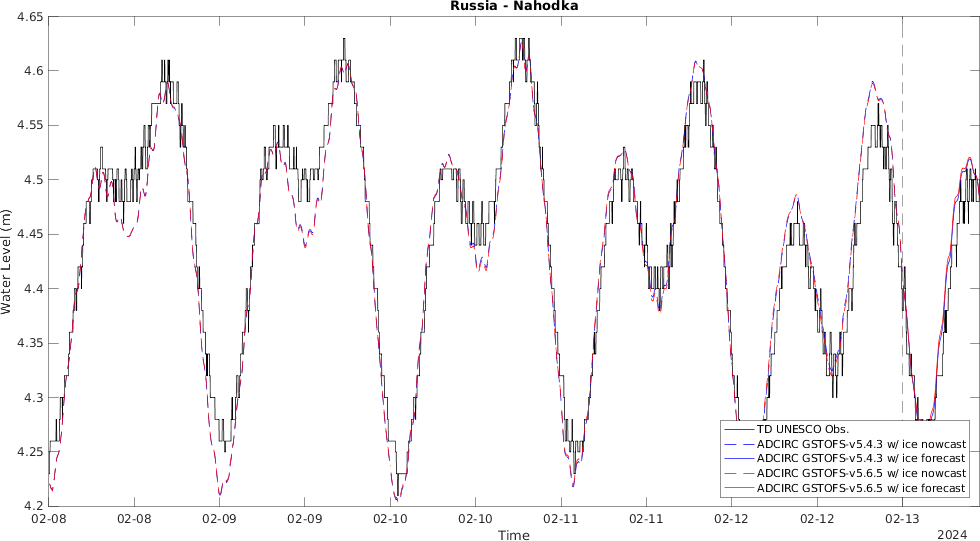 Russia - Nahodka
4.65
4.6
4.55
4.5
4.45
4.4
4.35
4.3
4.25
4.2
Water Level (m)
02-08
02-08
02-09
02-09
02-10
02-10
02-11
02-11
02-12
02-12
02-13
Time
2024
TD UNESCO Obs.
ADCIRC GSTOFS-v5.4.3 w/ ice nowcast
ADCIRC GSTOFS-v5.4.3 w/ ice forecast
ADCIRC GSTOFS-v5.6.5 w/ ice nowcast
ADCIRC GSTOFS-v5.6.5 w/ ice forecast